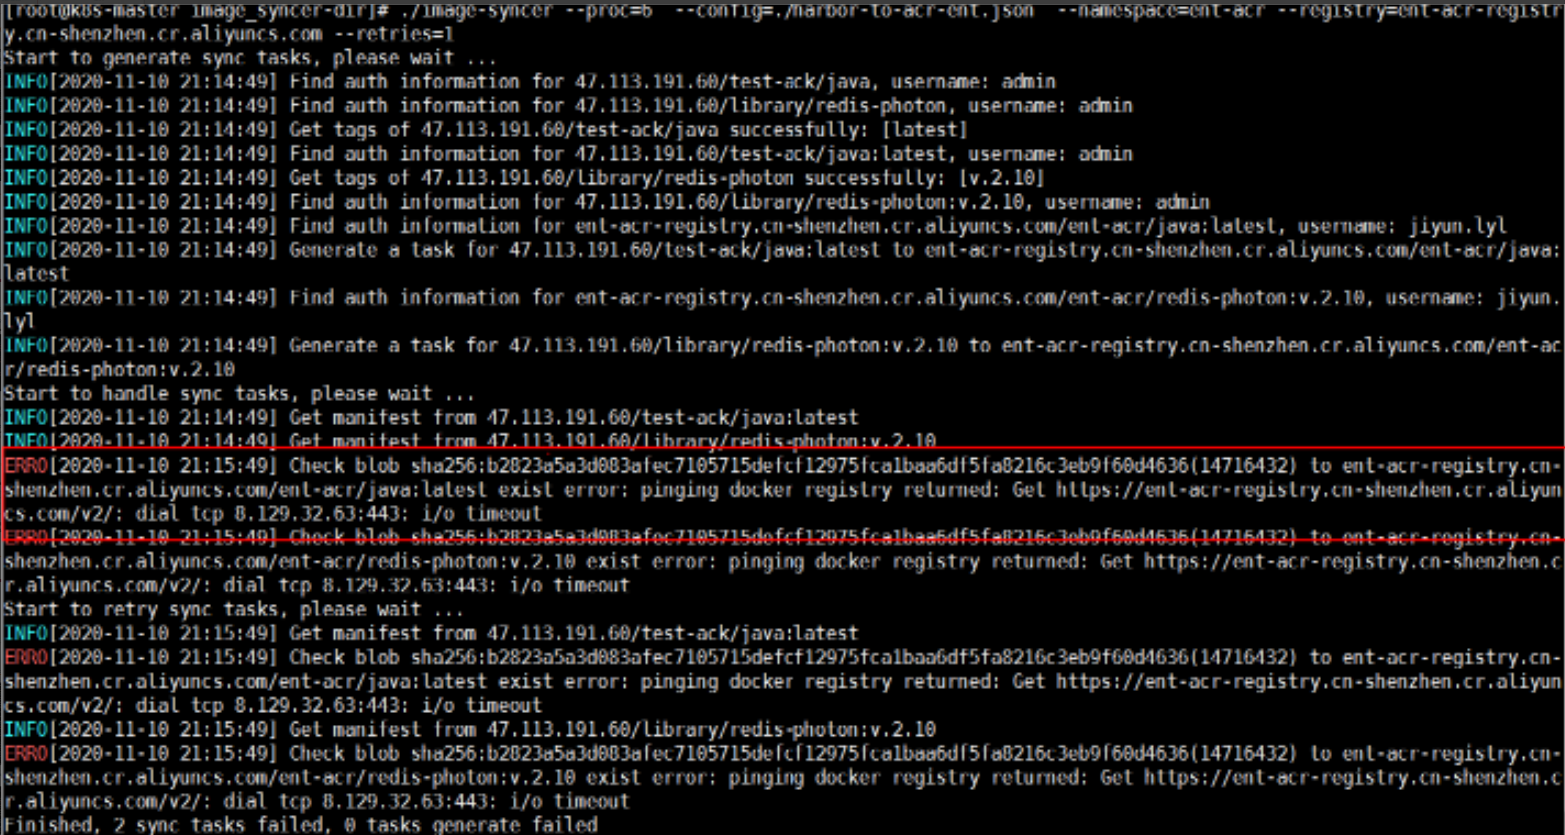 [root@k8s-master image_syncer-dir]# ./image-syncer --proc=6  --config=./harbor-to-acr-ent.json  --namespace=ent-acr --registry=ent-acr-registr
y.cn-shenzhen.cr.aliyuncs.com --retries=1
Start to generate sync tasks, please wait ...
INFO[2020-11-10 21:14:49] Find auth information for 47.113.191.60/test-ack/java, username: admin
INFO[2020-11-10 21:14:49] Find auth information for 47.113.191.60/library/redis-photon, username: admin
INFO[2020-11-10 21:14:49] Get tags of 47.113.191.60/test-ack/java successfully: [latest]
INFO[2020-11-10 21:14:49] Find auth information for 47.113.191.60/test-ack/java:latest, username: admin
INFO[2020-11-10 21:14:49] Get tags of 47.113.191.60/library/redis-photon successfully: [v.2.10]
INFO[2020-11-10 21:14:49] Find auth information for 47.113.191.60/library/redis-photon:v.2.10, username: admin
INFO[2020-11-10 21:14:49] Find auth information for ent-acr-registry.cn-shenzhen.cr.aliyuncs.com/ent-acr/java:latest, username: jiyun.lyl
INFO[2020-11-10 21:14:49] Generate a task for 47.113.191.60/test-ack/java:latest to ent-acr-registry.cn-shenzhen.cr.aliyuncs.com/ent-acr/java:
latest
INFO[2020-11-10 21:14:49] Find auth information for ent-acr-registry.cn-shenzhen.cr.aliyuncs.com/ent-acr/redis-photon:v.2.10, username: jiyun.
lyl
INFO[2020-11-10 21:14:49] Generate a task for 47.113.191.60/library/redis-photon:v.2.10 to ent-acr-registry.cn-shenzhen.cr.aliyuncs.com/ent-ac
r/redis-photon:v.2.10
Start to handle sync tasks, please wait ...
INFO[2020-11-10 21:14:49] Get manifest from 47.113.191.60/test-ack/java:latest
INFO[2020-11-10 21:14:49] Get manifest from 47.113.191.60/library/redis-photon:v.2.10
ERRO[2020-11-10 21:15:49] Check blob sha256:b2823a5a3d083afec7105715defcf12975fca1baa6df5fa8216c3eb9f60d4636(14716432) to ent-acr-registry.cn-
shenzhen.cr.aliyuncs.com/ent-acr/java:latest exist error: pinging docker registry returned: Get https://ent-acr-registry.cn-shenzhen.cr.aliyun
cs.com/v2/: dial tcp 8.129.32.63:443: i/o timeout
ERRO[2020-11-10 21:15:49] Check blob sha256:b2823a5a3d083afec7105715defcf12975fca1baa6df5fa8216c3eb9f60d4636(14716432) to ent-acr-registry.cn-
shenzhen.cr.aliyuncs.com/ent-acr/redis-photon:v.2.10 exist error: pinging docker registry returned: Get https://ent-acr-registry.cn-shenzhen.c
r.aliyuncs.com/v2/: dial tcp 8.129.32.63:443: i/o timeout
Start to retry sync tasks, please wait ...
INFO[2020-11-10 21:15:49] Get manifest from 47.113.191.60/test-ack/java:latest
ERRO[2020-11-10 21:15:49] Check blob sha256:b2823a5a3d083afec7105715defcf12975fca1baa6df5fa8216c3eb9f60d4636(14716432) to ent-acr-registry.cn-
shenzhen.cr.aliyuncs.com/ent-acr/java:latest exist error: pinging docker registry returned: Get https://ent-acr-registry.cn-shenzhen.cr.aliyun
cs.com/v2/: dial tcp 8.129.32.63:443: i/o timeout
INFO[2020-11-10 21:15:49] Get manifest from 47.113.191.60/library/redis-photon:v.2.10
ERRO[2020-11-10 21:15:49] Check blob sha256:b2823a5a3d083afec7105715defcf12975fca1baa6df5fa8216c3eb9f60d4636(14716432) to ent-acr-registry.cn-
shenzhen.cr.aliyuncs.com/ent-acr/redis-photon:v.2.10 exist error: pinging docker registry returned: Get https://ent-acr-registry.cn-shenzhen.c
r.aliyuncs.com/v2/: dial tcp 8.129.32.63:443: i/o timeout
Finished, 2 sync tasks failed, 0 tasks generate failed